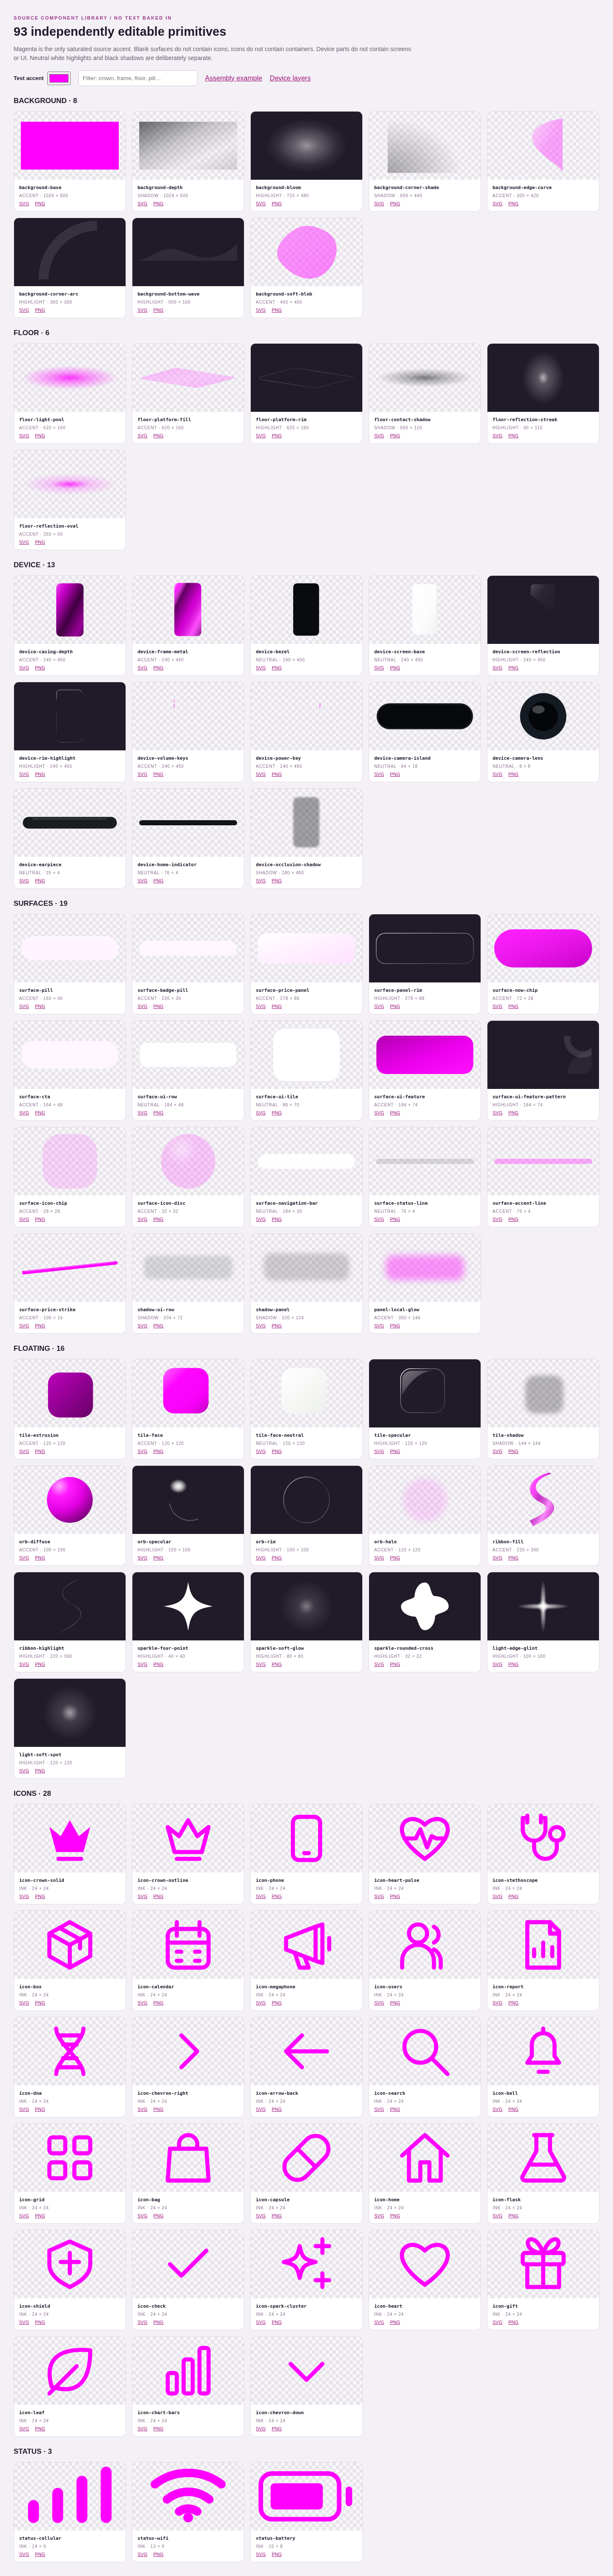 SOURCE COMPONENT LIBRARY / NO TEXT BAKED IN
93 independently editable primitives
Magenta is the only saturated source accent. Blank surfaces do not contain icons; icons do not contain containers. Device parts do not contain screens
or UI. Neutral white highlights and black shadows are deliberately separate.
Test accent
Filter: crown, frame, floor, pill…
Assembly example
Device layers
BACKGROUND · 8
background-base
ACCENT · 1024 × 500
SVG PNG
background-depth
SHADOW · 1024 × 500
SVG PNG
background-bloom
HIGHLIGHT · 720 × 480
SVG PNG
background-corner-shade
SHADOW · 600 × 440
SVG PNG
background-edge-curve
ACCENT · 300 × 420
SVG PNG
background-corner-arc
HIGHLIGHT · 300 × 300
SVG PNG
background-bottom-wave
HIGHLIGHT · 600 × 160
SVG PNG
background-soft-blob
ACCENT · 460 × 460
SVG PNG
FLOOR · 6
floor-light-pool
ACCENT · 620 × 160
SVG PNG
floor-platform-fill
ACCENT · 620 × 160
SVG PNG
floor-platform-rim
HIGHLIGHT · 620 × 160
SVG PNG
floor-contact-shadow
SHADOW · 500 × 110
SVG PNG
floor-reflection-streak
HIGHLIGHT · 90 × 110
SVG PNG
floor-reflection-oval
ACCENT · 260 × 60
SVG PNG
DEVICE · 13
device-casing-depth
ACCENT · 240 × 450
SVG PNG
device-frame-metal
ACCENT · 240 × 450
SVG PNG
device-bezel
NEUTRAL · 240 × 450
SVG PNG
device-screen-base
NEUTRAL · 240 × 450
SVG PNG
device-screen-reflection
HIGHLIGHT · 240 × 450
SVG PNG
device-rim-highlight
HIGHLIGHT · 240 × 450
SVG PNG
device-volume-keys
ACCENT · 240 × 450
SVG PNG
device-power-key
ACCENT · 240 × 450
SVG PNG
device-camera-island
NEUTRAL · 64 × 18
SVG PNG
device-camera-lens
NEUTRAL · 8 × 8
SVG PNG
device-earpiece
NEUTRAL · 25 × 4
SVG PNG
device-home-indicator
NEUTRAL · 76 × 4
SVG PNG
device-occlusion-shadow
SHADOW · 280 × 480
SVG PNG
SURFACES · 19
surface-pill
ACCENT · 160 × 40
SVG PNG
surface-badge-pill
ACCENT · 226 × 35
SVG PNG
surface-price-panel
ACCENT · 278 × 88
SVG PNG
surface-panel-rim
HIGHLIGHT · 278 × 88
SVG PNG
surface-now-chip
ACCENT · 72 × 28
SVG PNG
surface-cta
ACCENT · 164 × 48
SVG PNG
surface-ui-row
NEUTRAL · 184 × 48
SVG PNG
surface-ui-tile
NEUTRAL · 88 × 70
SVG PNG
surface-ui-feature
ACCENT · 184 × 74
SVG PNG
surface-ui-feature-pattern
HIGHLIGHT · 184 × 74
SVG PNG
surface-icon-chip
ACCENT · 28 × 28
SVG PNG
surface-icon-disc
ACCENT · 32 × 32
SVG PNG
surface-navigation-bar
NEUTRAL · 184 × 30
SVG PNG
surface-status-line
NEUTRAL · 76 × 4
SVG PNG
surface-accent-line
ACCENT · 76 × 4
SVG PNG
surface-price-strike
ACCENT · 100 × 16
SVG PNG
shadow-ui-row
SHADOW · 204 × 72
SVG PNG
shadow-panel
SHADOW · 320 × 124
SVG PNG
panel-local-glow
ACCENT · 350 × 144
SVG PNG
FLOATING · 16
tile-extrusion
ACCENT · 120 × 120
SVG PNG
tile-face
ACCENT · 120 × 120
SVG PNG
tile-face-neutral
NEUTRAL · 120 × 120
SVG PNG
tile-specular
HIGHLIGHT · 120 × 120
SVG PNG
tile-shadow
SHADOW · 144 × 144
SVG PNG
orb-diffuse
ACCENT · 100 × 100
SVG PNG
orb-specular
HIGHLIGHT · 100 × 100
SVG PNG
orb-rim
HIGHLIGHT · 100 × 100
SVG PNG
orb-halo
ACCENT · 120 × 120
SVG PNG
ribbon-fill
ACCENT · 220 × 390
SVG PNG
ribbon-highlight
HIGHLIGHT · 220 × 390
SVG PNG
sparkle-four-point
HIGHLIGHT · 40 × 40
SVG PNG
sparkle-soft-glow
HIGHLIGHT · 80 × 80
SVG PNG
sparkle-rounded-cross
HIGHLIGHT · 32 × 32
SVG PNG
light-edge-glint
HIGHLIGHT · 100 × 100
SVG PNG
light-soft-spot
HIGHLIGHT · 120 × 120
SVG PNG
ICONS · 28
icon-crown-solid
INK · 24 × 24
SVG PNG
icon-crown-outline
INK · 24 × 24
SVG PNG
icon-phone
INK · 24 × 24
SVG PNG
icon-heart-pulse
INK · 24 × 24
SVG PNG
icon-stethoscope
INK · 24 × 24
SVG PNG
icon-box
INK · 24 × 24
SVG PNG
icon-calendar
INK · 24 × 24
SVG PNG
icon-megaphone
INK · 24 × 24
SVG PNG
icon-users
INK · 24 × 24
SVG PNG
icon-report
INK · 24 × 24
SVG PNG
icon-dna
INK · 24 × 24
SVG PNG
icon-chevron-right
INK · 24 × 24
SVG PNG
icon-arrow-back
INK · 24 × 24
SVG PNG
icon-search
INK · 24 × 24
SVG PNG
icon-bell
INK · 24 × 24
SVG PNG
icon-grid
INK · 24 × 24
SVG PNG
icon-bag
INK · 24 × 24
SVG PNG
icon-capsule
INK · 24 × 24
SVG PNG
icon-home
INK · 24 × 24
SVG PNG
icon-flask
INK · 24 × 24
SVG PNG
icon-shield
INK · 24 × 24
SVG PNG
icon-check
INK · 24 × 24
SVG PNG
icon-spark-cluster
INK · 24 × 24
SVG PNG
icon-heart
INK · 24 × 24
SVG PNG
icon-gift
INK · 24 × 24
SVG PNG
icon-leaf
INK · 24 × 24
SVG PNG
icon-chart-bars
INK · 24 × 24
SVG PNG
icon-chevron-down
INK · 24 × 24
SVG PNG
STATUS · 3
status-cellular
INK
SVG PNG
status-wifi
INK
SVG PNG
status-battery
INK
SVG PNG